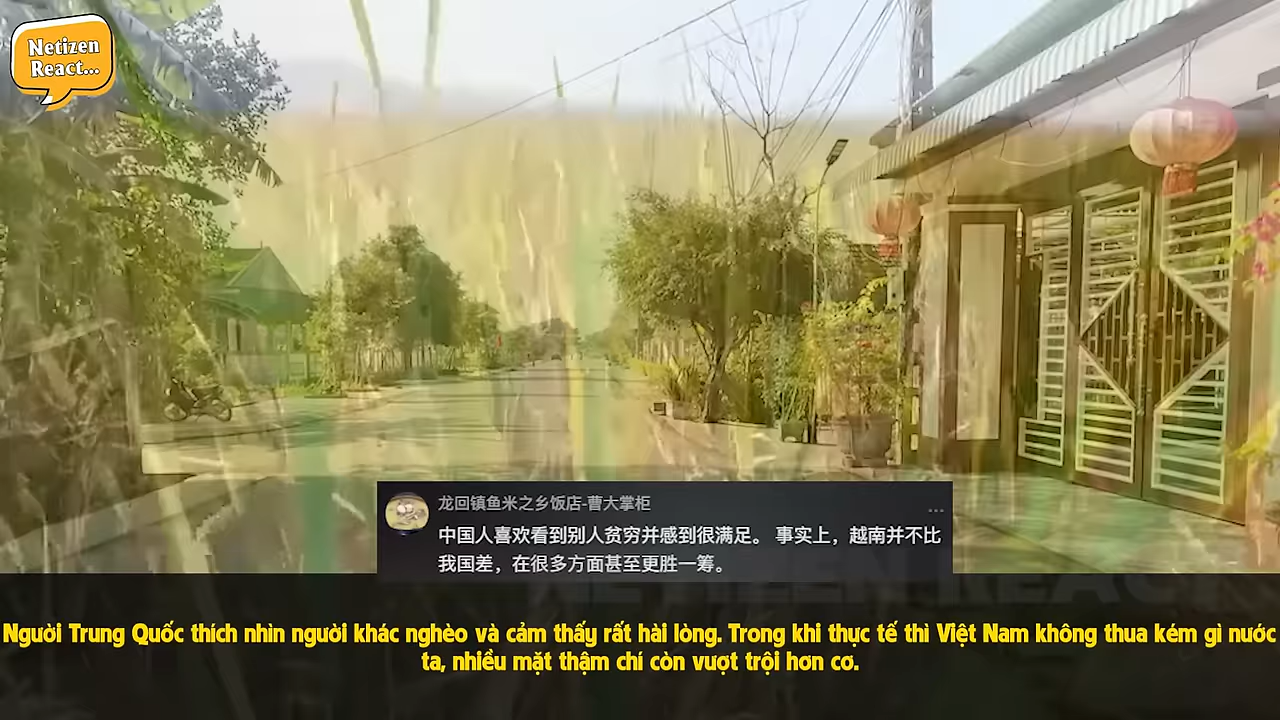 Netizen
React...
龙回镇鱼米之乡饭店-曹大掌柜
中国人喜欢看到别人贫穷并感到很满足。 事实上，越南并不比
我国差，在很多方面甚至更胜一筹。
NETIZEN REACT
Người Trung Quốc thích nhìn người khác nghèo và cảm thấy rất hài lòng. Trong khi thực tế thì Việt Nam không thua kém gì nước
ta, nhiều mặt thậm chí còn vượt trội hơn cơ.